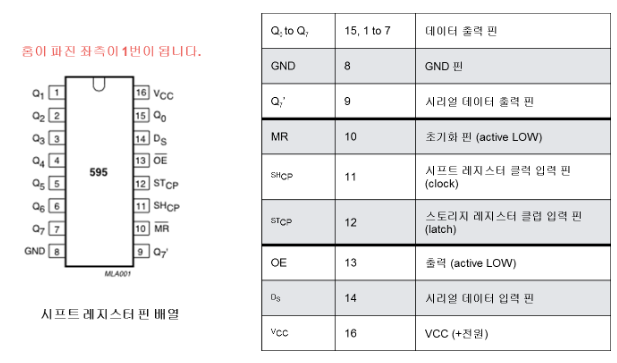 홈이 파진 좌측이 1번이 됩니다.
Q1 1 16 VCC
Q2 2 15 Q0
Q3 3 14 DS
Q4 4 13 OE
Q5 5 595 12 STCP
Q6 6 11 SHCP
Q7 7 10 MR
GND 8 9 Q7'
MLA001
시프트 레지스터 핀 배열
Q0 to Q7 15, 1 to 7 데이터 출력 핀
GND 8 GND 핀
Q7' 9 시리얼 데이터 출력 핀
MR 10 초기화 핀 (active LOW)
SHCP 11 시프트 레지스터 클럭 입력 핀
(clock)
STCP 12 스토리지 레지스터 클럽 입력 핀
(latch)
OE 13 출력 (active LOW)
DS 14 시리얼 데이터 입력 핀
VCC 16 VCC (+전원)